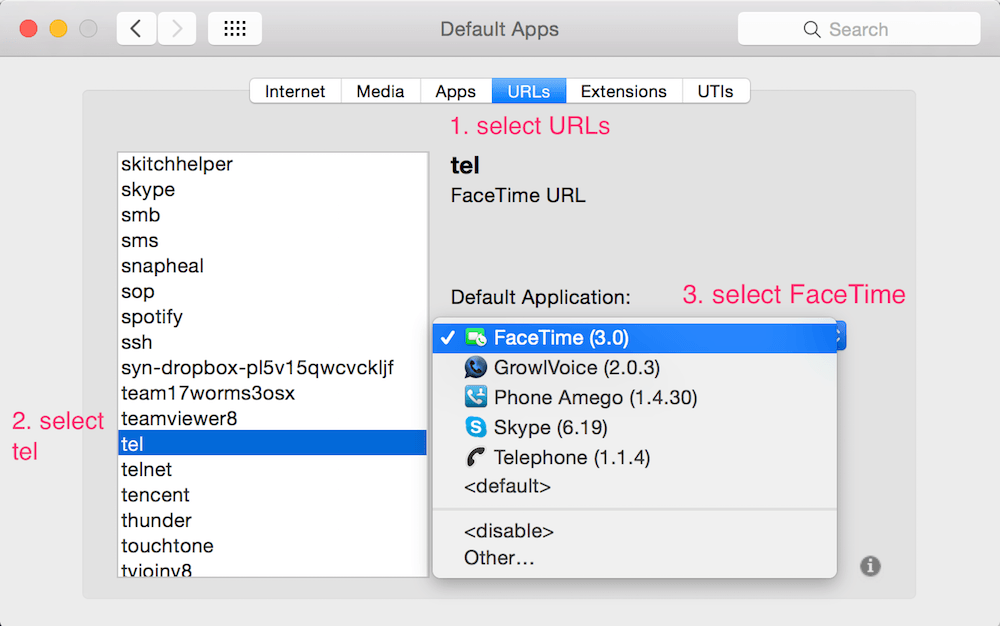 Default Apps
Search
Internet
Media
Apps
URLs
Extensions
UTIs
1. select URLs
skitchhelper
skype
smb
sms
snapheal
sop
spotify
ssh
syn-dropbox-pl5v15qwcvckljf
team17worms3osx
teamviewer8
tel
telnet
tencent
thunder
touchtone
tvjoinv8
2. select
tel
tel
FaceTime URL
Default Application:
3. select FaceTime
FaceTime (3.0)
GrowlVoice (2.0.3)
Phone Amego (1.4.30)
Skype (6.19)
Telephone (1.1.4)
<default>
<disable>
Other...